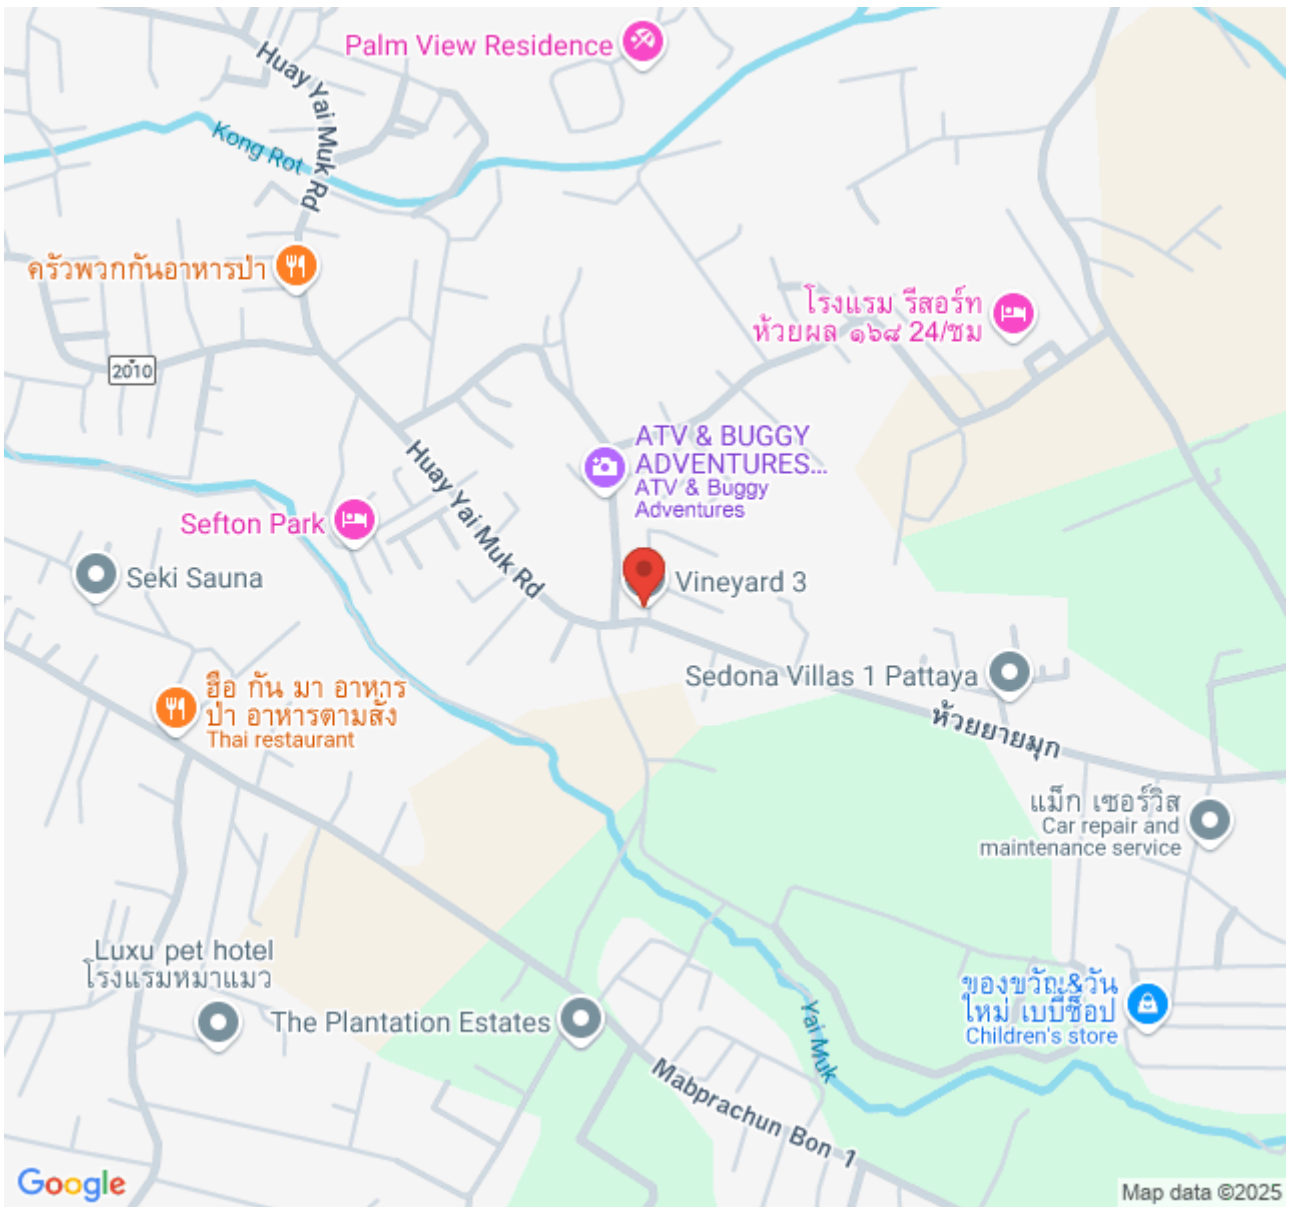 Palm View Residence
Huay Yai Muk Rd
Kong Rot
ครัวพวกกันอาหารป่า
โรงแรม รีสอร์ท
ห้วยผล ๑๖๘ 24/ชม
2010
ATV & BUGGY
ADVENTURES...
ATV & Buggy
Adventures
Huay Yai Muk Rd
Sefton Park
Seki Sauna
Vineyard 3
Sedona Villas 1 Pattaya
ฮือ กัน มา อาหาร
ป่า อาหารตามสั่ง
Thai restaurant
ห้วยยายมุก
แม็ก เซอร์วิส
Car repair and
maintenance service
Luxu pet hotel
โรงแรมหมาแมว
The Plantation Estates
ของขวัญ&วัน
ใหม่ เบบี้ช็อป
Children's store
Yai Muk
Mabprachun Bon 1
Google
Map data ©2025